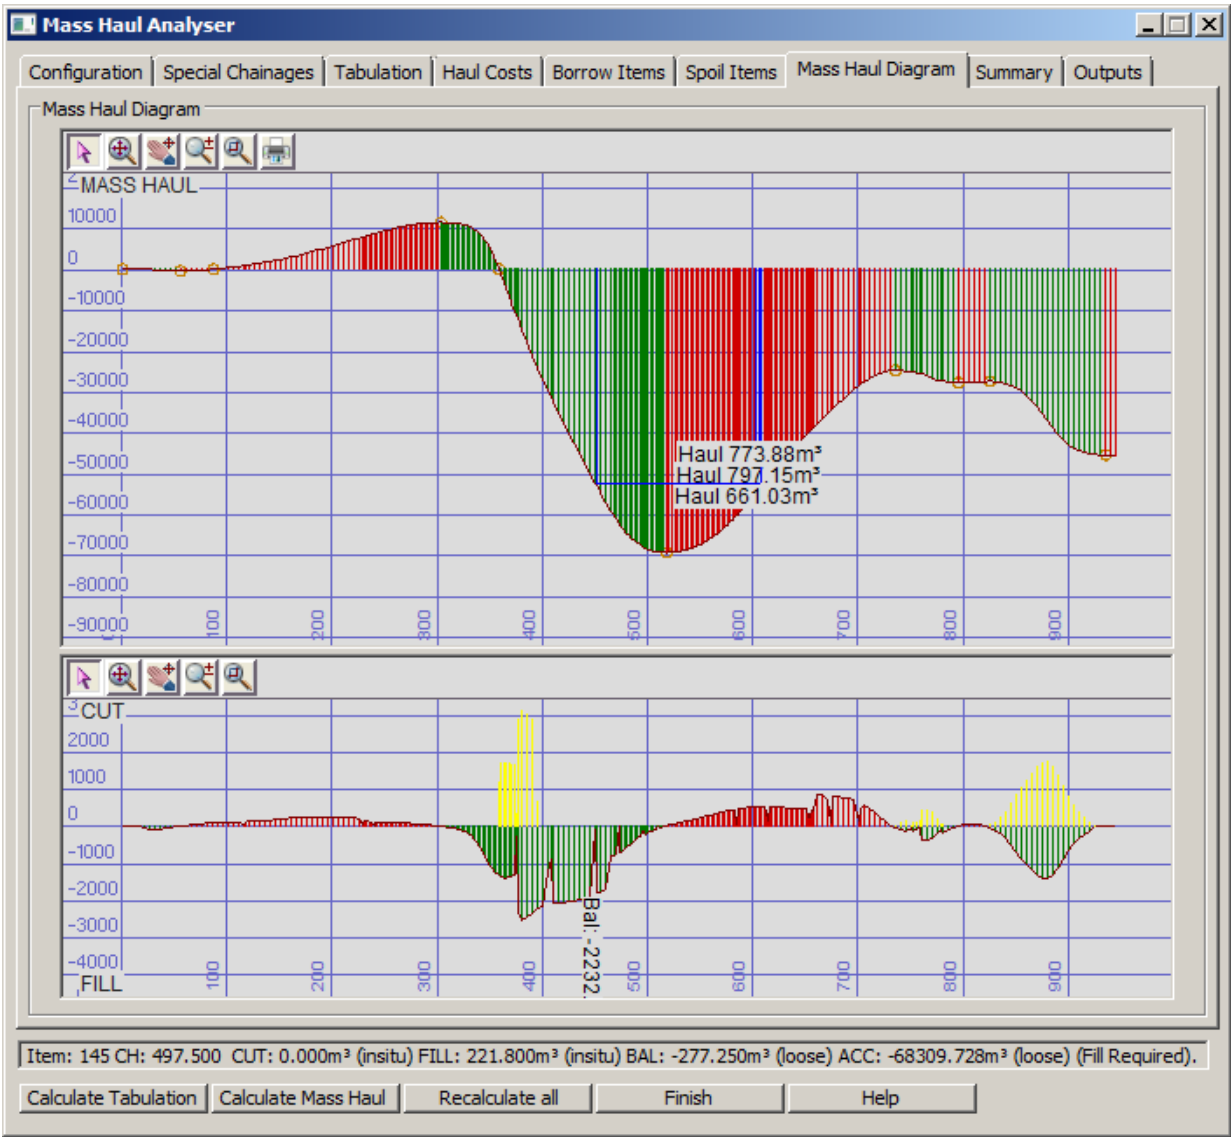 Mass Haul Analyser
Configuration Special Chainages Tabulation Haul Costs Borrow Items Spoil Items Mass Haul Diagram Summary Outputs
Mass Haul Diagram
MASS HAUL
10000
0
-10000
-20000
-30000
-40000
-50000
-60000
-70000
-80000
-90000
Haul 773.88m³
Haul 797.15m³
Haul 661.03m³
100 200 300 400 500 600 700 800 900
3
CUT
2000
1000
0
-1000
-2000
-3000
-4000
FILL
Bal: -2232.
100 200 300 400 500 600 700 800 900
Item: 145 CH: 497.500 CUT: 0.000m³ (insitu) FILL: 221.800m³ (insitu) BAL: -277.250m³ (loose) ACC: -68309.728m³ (loose) (Fill Required).
Calculate Tabulation Calculate Mass Haul Recalculate all Finish Help